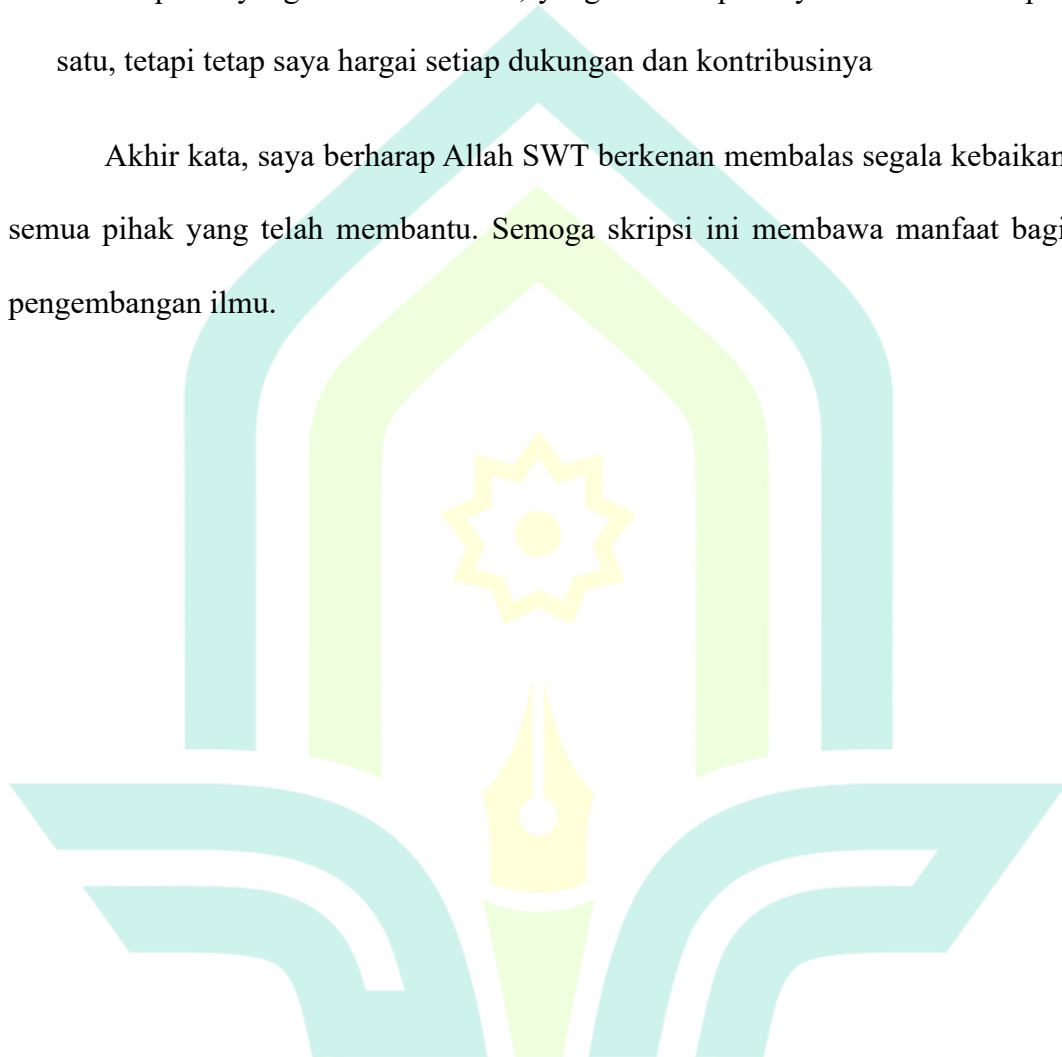 satu, tetapi tetap saya hargai setiap dukungan dan kontribusinya
Akhir kata, saya berharap Allah SWT berkenan membalas segala kebaikan
semua pihak yang telah membantu. Semoga skripsi ini membawa manfaat bagi
pengembangan ilmu.